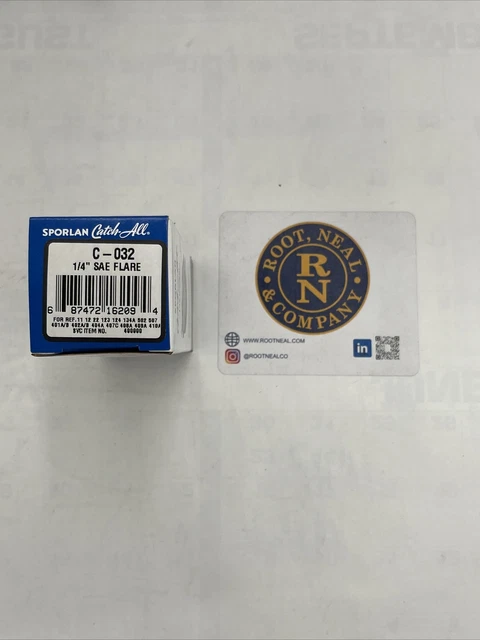 SPORLAN Catch-All®
C-032
1/4" SAE FLARE
6 87472 16209 4
FOR REF. 11 12 22 123 124 134A 502 507
401A/B 402A/B 404A 407C 408A 409A 410A
SVC ITEM NO.
ROOT, NEAL
& COMPANY
RN
WWW.ROOTNEAL.COM
@ROOTNEALCO
in